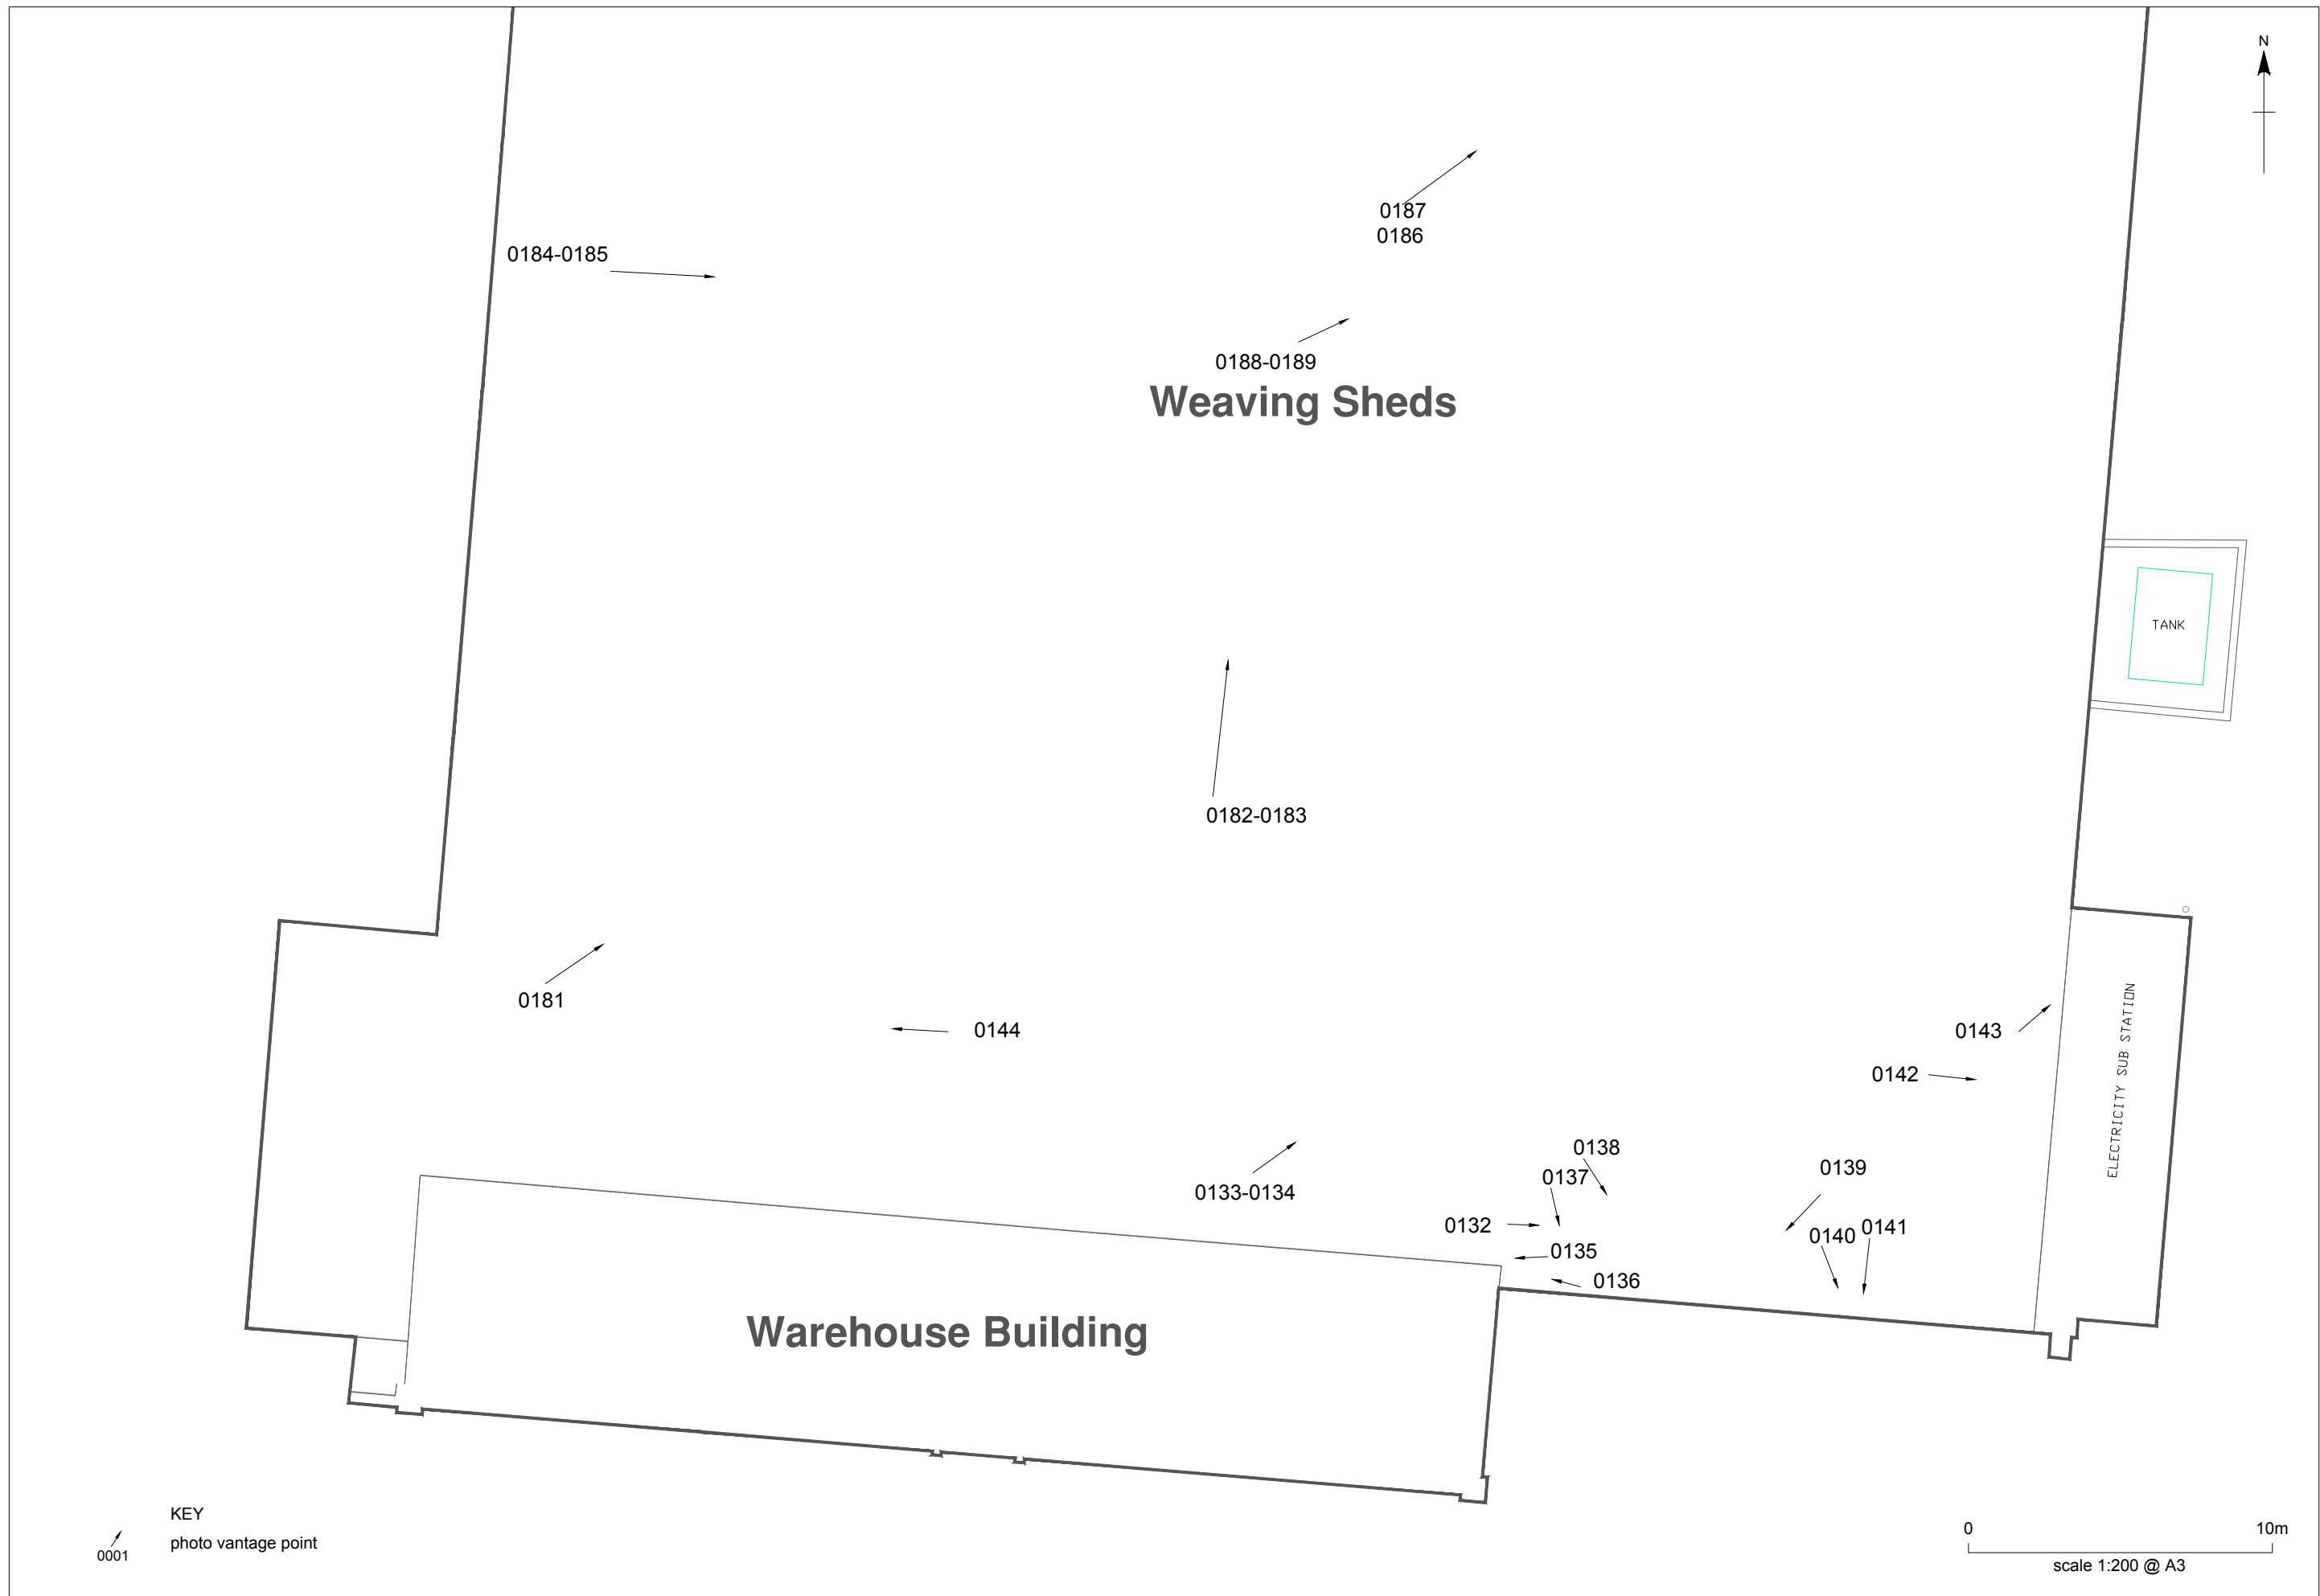 N
0187
0186
0184-0185
0188-0189
Weaving Sheds
TANK
0182-0183
0181
0144
0143
0142
ELECTRICITY SUB STATION
0138
0139
0137
0133-0134
0132
0141
0140
0135
0136
Warehouse Building
KEY
photo vantage point
0001
0 10m
scale 1:200 @ A3